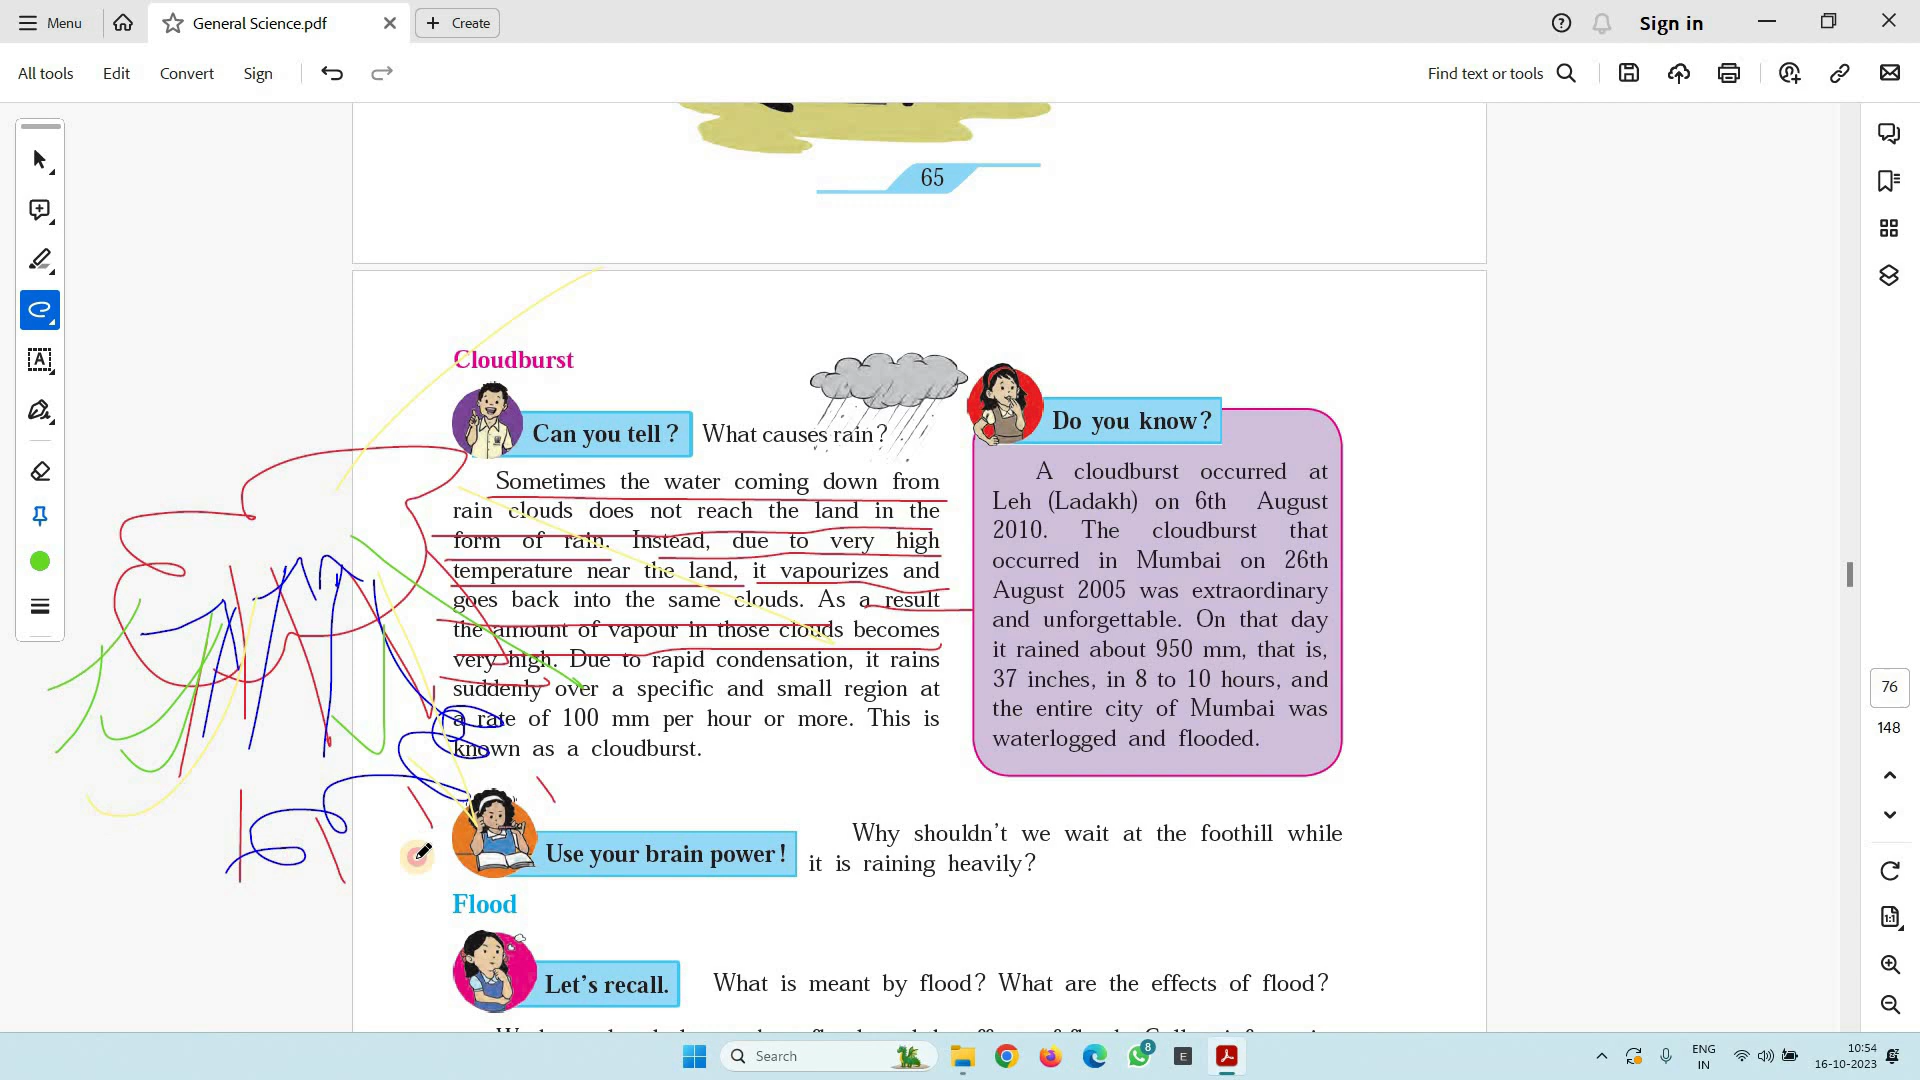 Menu
General Science.pdf
Create
Sign in
All tools
Edit
Convert
Sign
Find text or tools
65
Cloudburst
Can you tell ? What causes rain?
Sometimes the water coming down from
rain clouds does not reach the land in the
form of rain. Instead, due to very high
temperature near the land, it vapourizes and
goes back into the same clouds. As a result
the amount of vapour in those clouds becomes
very high. Due to rapid condensation, it rains
suddenly over a specific and small region at
a rate of 100 mm per hour or more. This is
known as a cloudburst.
Do you know?
A cloudburst occurred at
Leh (Ladakh) on 6th August
2010. The cloudburst that
occurred in Mumbai on 26th
August 2005 was extraordinary
and unforgettable. On that day
it rained about 950 mm, that is,
37 inches, in 8 to 10 hours, and
the entire city of Mumbai was
waterlogged and flooded.
Use your brain power!
Why shouldn't we wait at the foothill while
it is raining heavily?
Flood
Let's recall.
What is meant by flood? What are the effects of flood?
76
148
1:1
Search
8
E
ENG
IN
10:54
16-10-2023